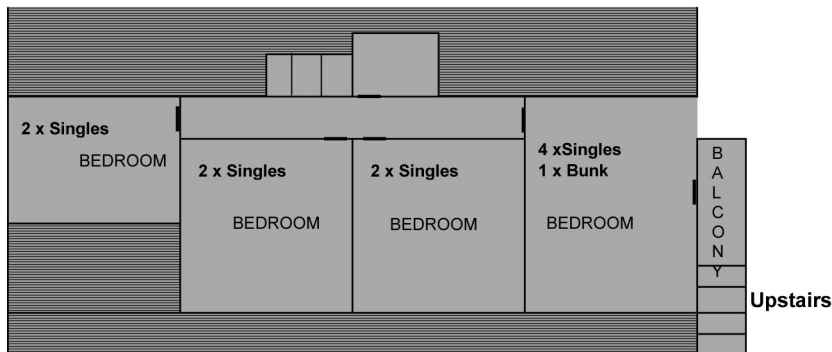 2 x Singles
BEDROOM
2 x Singles
BEDROOM
2 x Singles
BEDROOM
4 xSingles
1 x Bunk
BEDROOM
B
A
L
C
O
N
Y
Upstairs